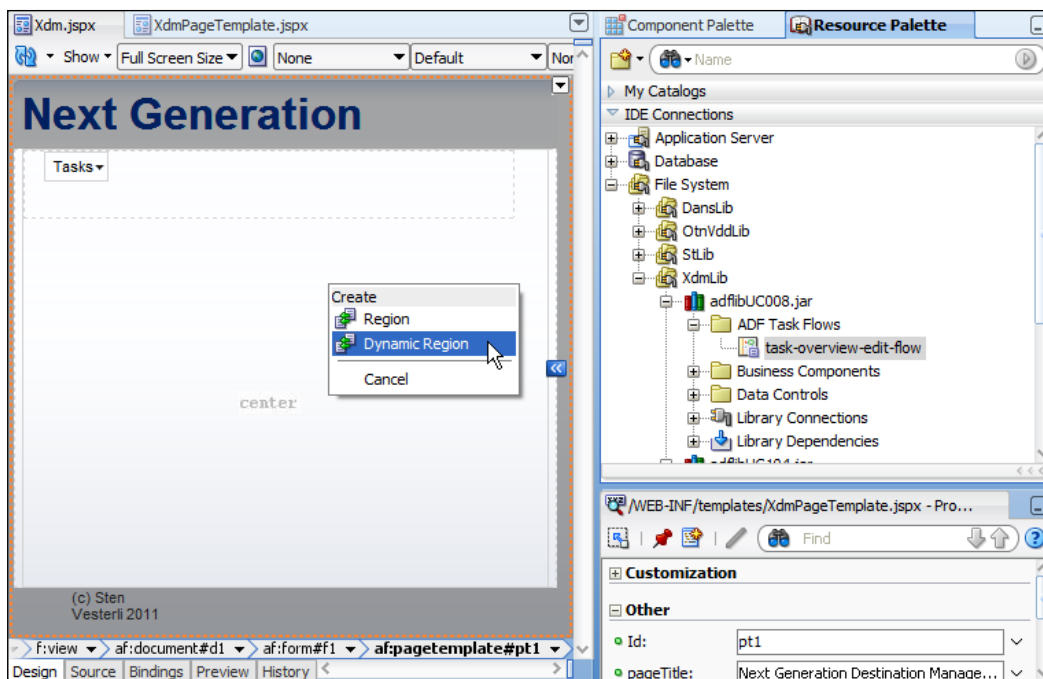 Xdm.jspx
XdmPageTemplate.jspx
Show
Full Screen Size
None
Default
Next Generation
Tasks
Create
Region
Dynamic Region
Cancel
center
(c) Sten
Vesterli 2011
f:view
af:document#d1
af:form#f1
af:pagetemplate#pt1
Design
Source
Bindings
Preview
History
Component Palette
Resource Palette
Name
My Catalogs
IDE Connections
Application Server
Database
File System
DansLib
OtnVddLib
StLib
XdmLib
adflibUC008.jar
ADF Task Flows
task-overview-edit-flow
Business Components
Data Controls
Library Connections
Library Dependencies
/WEB-INF/templates/XdmPageTemplate.jspx - Pro...
Find
Customization
Other
Id:
pt1
pageTitle:
Next Generation Destination Manage...